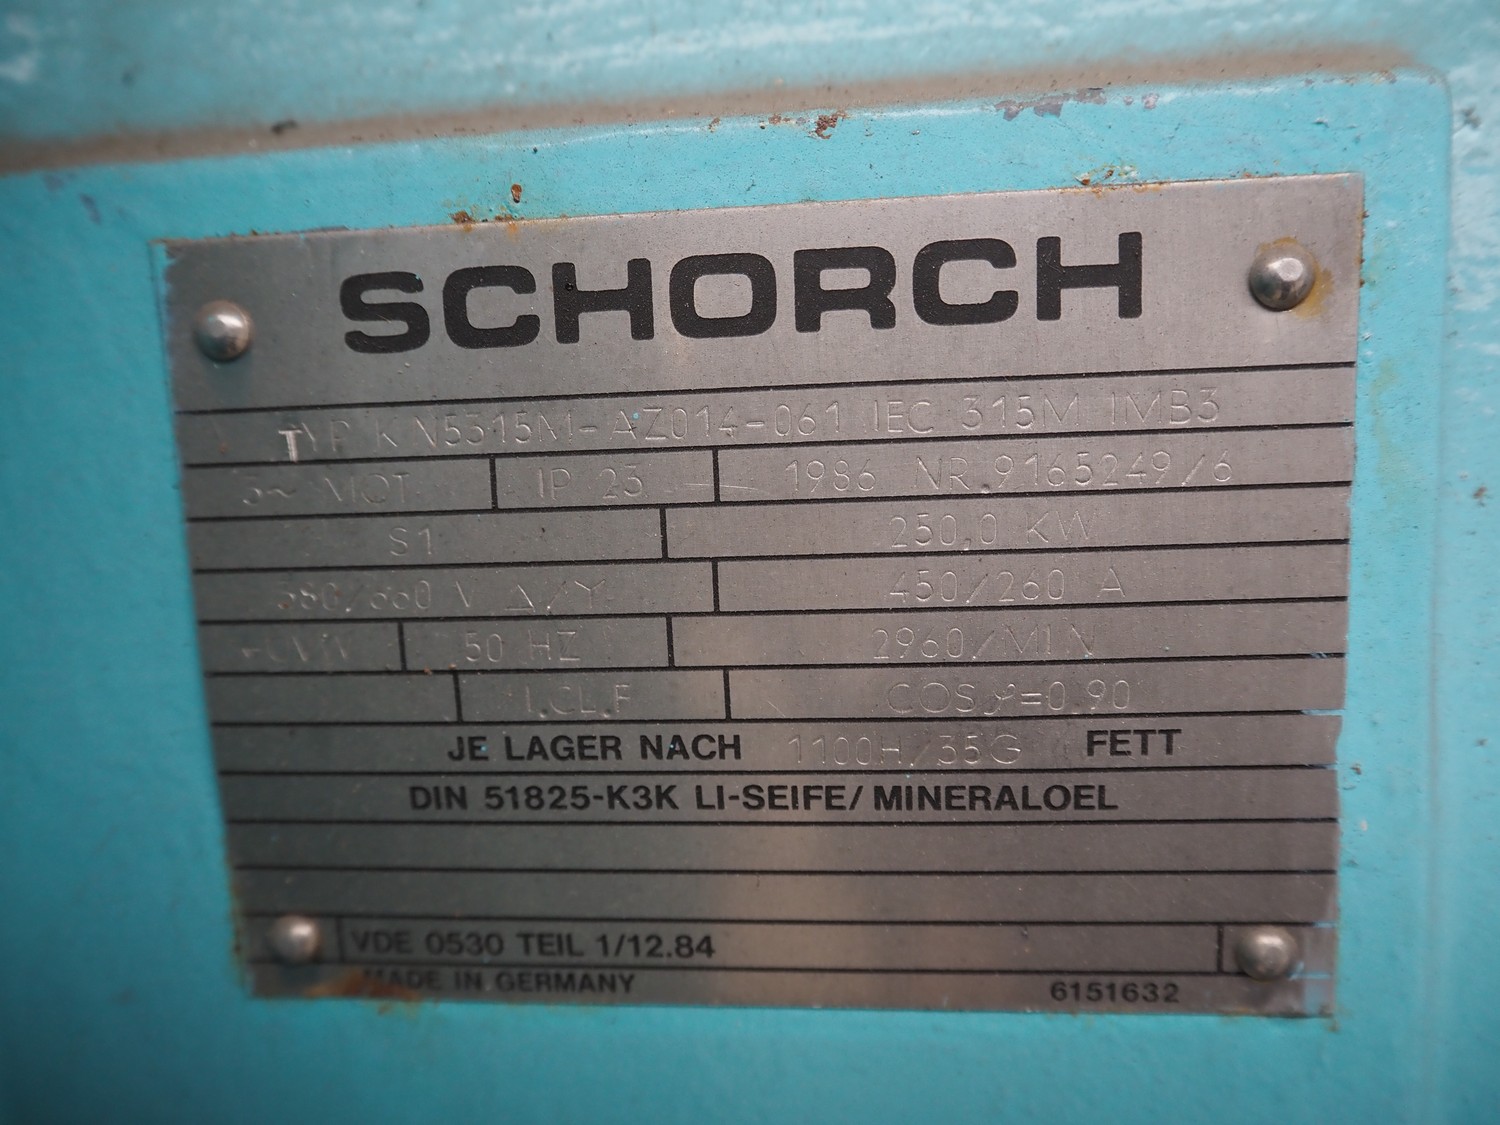 SCHORCH
TYP KN5315M-AZ014-061 IEC 315M IMB3
3~ MOT IP 23 1986 NR.9165249/6
S1 250,0 KW
380/660 V Δ/Y 450/260 A
UVW 50 HZ 2960/MIN
I.CL.F COSφ=0.90
JE LAGER NACH 1100H/35G FETT
DIN 51825-K3K LI-SEIFE/MINERALOEL
VDE 0530 TEIL 1/12.84
MADE IN GERMANY 6151632